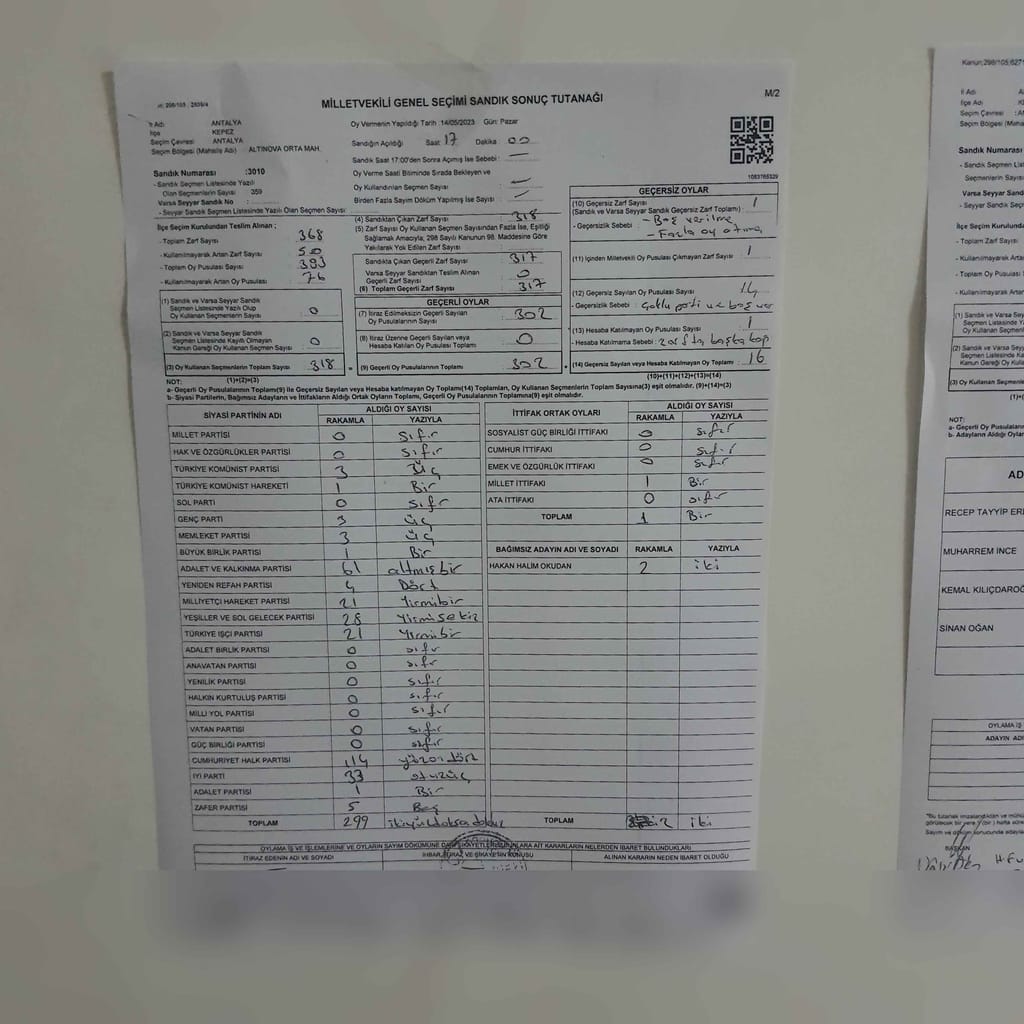 MİLLETVEKİLİ GENEL SEÇİMİ SANDIK SONUÇ TUTANAĞI
M/2
İl Adı ANTALYA
İlçe KEPEZ
Seçim Çevresi : ANTALYA
Seçim Bölgesi (Mahalle Adı) : ALTINOVA ORTA MAH.
Oy Vermenin Yapıldığı Tarih :14/05/2023 Gün: Pazar
Sandığın Açıldığı Saat 17 Dakika : 00
Sandık Saat 17:00'den Sonra Açımış İse Sebebi : —
Oy Verme Saati Bitiminde Sırada Bekleyen ve
Oy Kullandırılan Seçmen Sayısı —
Birden Fazla Sayım Döküm Yapılmış İse Sayısı : —
1083765329
Sandık Numarası :3010
- Sandık Seçmen Listesinde Yazılı
Olan Seçmenlerin Sayısı 359
Varsa Seyyar Sandık No :
- Seyyar Sandık Listesinde Yazılı Olan Seçmen Sayısı
İlçe Seçim Kurulundan Teslim Alınan ;
- Toplam Zarf Sayısı 368
- Kullanılmayarak Artan Zarf Sayısı : 50
- Toplam Oy Pusulası Sayısı 393
- Kullanılmayarak Artan Oy Pusulası : 76
(1) Sandık ve Varsa Seyyar Sandık
Seçmen Listesinde Yazılı Olup
Oy Kullanan Seçmenlerin Sayısı 0
(2) Sandık ve Varsa Seyyar Sandık
Seçmen Listesinde Kayıtlı Olmayan
Kanun Gereği Oy Kullanan Seçmen Sayısı 0
(3) Oy Kullanan Seçmenlerin Toplam Sayısı 318
(1)+(2)=(3)
(4) Sandıktan Çıkan Zarf Sayısı : 318
(5) Zarf Sayısı Oy Kullanan Seçmen Sayısından Fazla İse, Eşitliği
Sağlamak Amacıyla; 298 Sayılı Kanunun 98. Maddesine Göre
Yakılarak Yok Edilen Zarf Sayısı
Sandıkta Çıkan Geçerli Zarf Sayısı 317
Varsa Seyyar Sandıktan Teslim Alınan
Geçerli Zarf Sayısı 0
(6) Toplam Geçerli Zarf Sayısı : 317
GEÇERLİ OYLAR
(7) İtiraz Edilmeksizin Geçerli Sayılan
Oy Pusulalarının Sayısı 302
(8) İtiraz Üzerine Geçerli Sayılan veya
Hesaba Katılan Oy Pusulası Toplamı 0
(9) Geçerli Oy Pusulalarının Toplamı 302
GEÇERSİZ OYLAR
(10) Geçersiz Zarf Sayısı 1
(Sandık ve Varsa Seyyar Sandık Geçersiz Zarf Toplamı) :
- Geçersizlik Sebebi : - Boş verilme
- Fazla oy atma
(11) İçinden Milletvekili Oy Pusulası Çıkmayan Zarf Sayısı 1
(12) Geçersiz Sayılan Oy Pusulası Sayısı 14
- Geçersizlik Sebebi : Çoklu parti ve boş
(13) Hesaba Katılmayan Oy Pusulası Sayısı 1
- Hesaba Katılmama Sebebi : zarfta başka
(14) Geçersiz Sayılan veya Hesaba Katılmayan Oy Toplamı : 16
(10)+(11)+(12)+(13)=(14)
NOT:
a- Geçerli Oy Pusulalarının Toplamı(9) ile Geçersiz Sayılan veya Hesaba katılmayan Oy Toplamı(14) Toplamları, Oy Kullanan Seçmenlerin Toplam Sayısına(3) eşit olmalıdır. (9)+(14)=(3)
b- Siyasi Partilerin, Bağımsız Adayların ve İttifakların Aldığı Ortak Oyların Toplamı, Geçerli Oy Pusulalarının Toplamına(9) eşit olmalıdır.
SİYASİ PARTİNİN ADI ALDIĞI OY SAYISI
RAKAMLA YAZIYLA
MİLLET PARTİSİ 0 Sıfır
HAK VE ÖZGÜRLÜKLER PARTİSİ 0 Sıfır
TÜRKİYE KOMÜNİST PARTİSİ 3 Üç
TÜRKİYE KOMÜNİST HAREKETİ 1 Bir
SOL PARTİ 0 Sıfır
GENÇ PARTİ 3 Üç
MEMLEKET PARTİSİ 3 Üç
BÜYÜK BİRLİK PARTİSİ 1 Bir
ADALET VE KALKINMA PARTİSİ 61 altmışbir
YENİDEN REFAH PARTİSİ 4 Dört
MİLLİYETÇİ HAREKET PARTİSİ 21 Yirmibir
YEŞİLLER VE SOL GELECEK PARTİSİ 28 Yirmisekiz
TÜRKİYE İŞÇİ PARTİSİ 21 Yirmibir
ADALET BİRLİK PARTİSİ 0 sıfır
ANAVATAN PARTİSİ 0 sıfır
YENİLİK PARTİSİ 0 sıfır
HALKIN KURTULUŞ PARTİSİ 0 sıfır
MİLLİ YOL PARTİSİ 0 sıfır
VATAN PARTİSİ 0 sıfır
GÜÇ BİRLİĞİ PARTİSİ 0 sıfır
CUMHURİYET HALK PARTİSİ 114 yüzondört
İYİ PARTİ 33 otuzüç
ADALET PARTİSİ 1 Bir
ZAFER PARTİSİ 5 Beş
TOPLAM 299 ikiyüzdoksandokuz
İTTİFAK ORTAK OYLARI ALDIĞI OY SAYISI
RAKAMLA YAZIYLA
SOSYALİST GÜÇ BİRLİĞİ İTTİFAKI 0 sıfır
CUMHUR İTTİFAKI 0 sıfır
EMEK VE ÖZGÜRLÜK İTTİFAKI 0 sıfır
MİLLET İTTİFAKI 1 Bir
ATA İTTİFAKI 0 sıfır
TOPLAM 1 Bir
BAĞIMSIZ ADAYIN ADI VE SOYADI RAKAMLA YAZIYLA
HAKAN HALİM OKUDAN 2 iki
TOPLAM 2 iki
OYLAMA İŞ VE İŞLEMLERİNE VE OYLARIN SAYIM DÖKÜMÜNE DAİR ŞİKAYETLERLE BUNLARA AİT KARARLARIN NELERDEN İBARET BULUNDUKLARI
İTİRAZ EDENİN ADI VE SOYADI İHBAR, İTİRAZ VE ŞİKAYETİN KONUSU ALINAN KARARIN NEDEN İBARET OLDUĞU
İl Adı
İlçe Adı
Seçim Çevresi
Seçim Bölgesi
Sandık Numarası
- Sandık Seçmen
Seçmenlerin Sayısı
Varsa Seyyar
- Seyyar Sandık
İlçe Seçim Kurulundan
- Toplam Zarf
- Kullanılmayarak
- Toplam Oy Pusulası
- Kullanılmayarak
(3) Oy Kullanan Seçmenlerin
NOT:
AD
RECEP TAYYİP
MUHARREM İNCE
KEMAL KILIÇDAROĞ
SİNAN OĞAN
OYLAMA İŞ
ADAYIN ADI
BAŞKAN